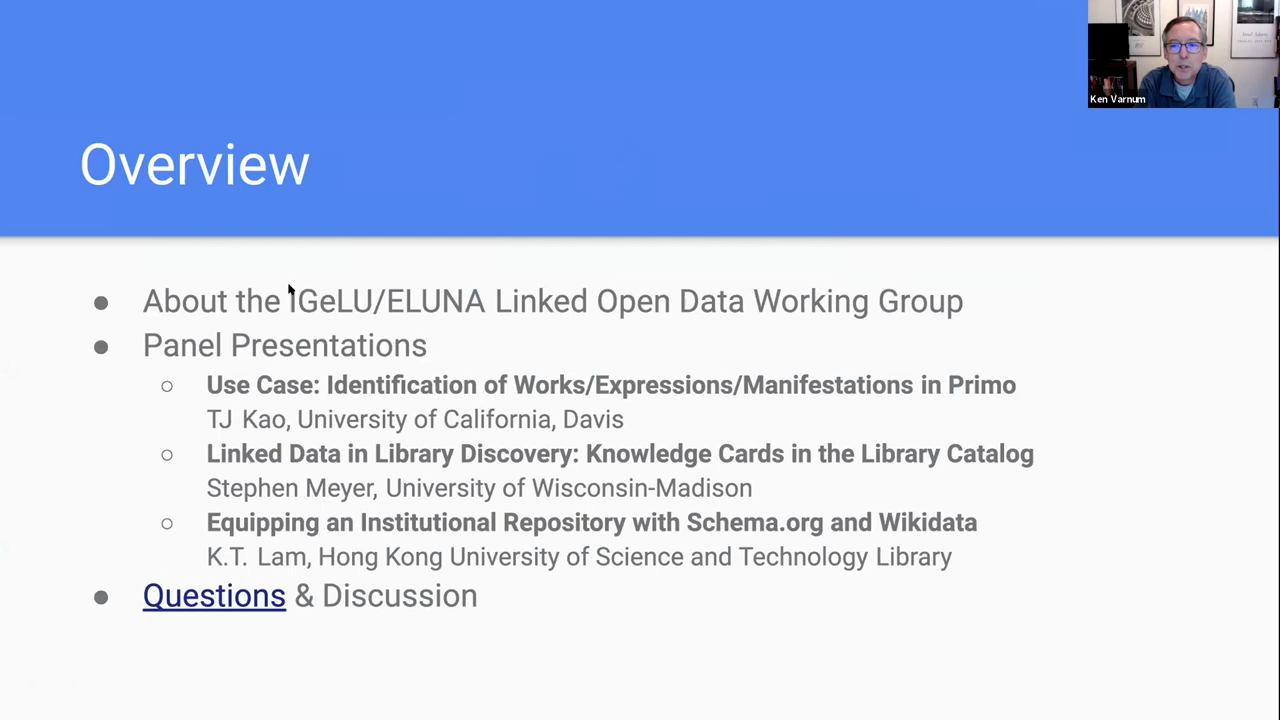 Ken Varnum
Overview
About the IGeLU/ELUNA Linked Open Data Working Group
Panel Presentations
Use Case: Identification of Works/Expressions/Manifestations in Primo
TJ Kao, University of California, Davis
Linked Data in Library Discovery: Knowledge Cards in the Library Catalog
Stephen Meyer, University of Wisconsin-Madison
Equipping an Institutional Repository with Schema.org and Wikidata
K.T. Lam, Hong Kong University of Science and Technology Library
Questions & Discussion